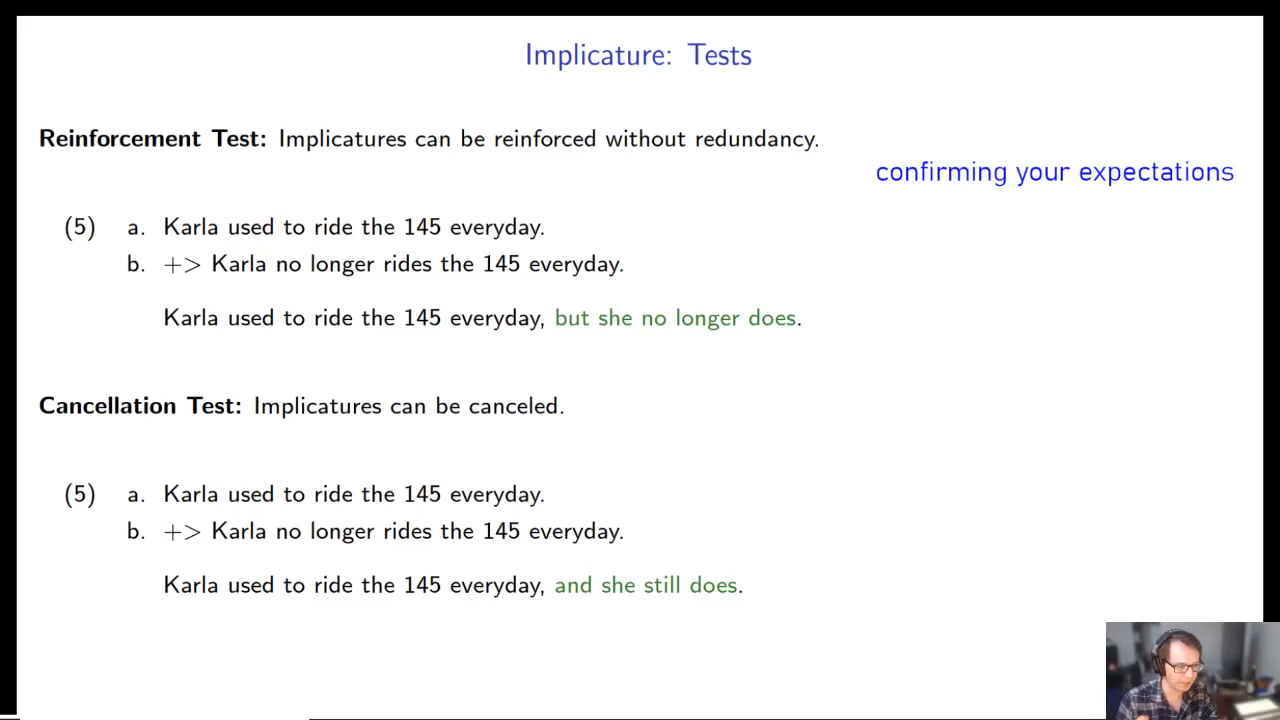 Implicature: Tests
Reinforcement Test: Implicatures can be reinforced without redundancy.
confirming your expectations
(5) a. Karla used to ride the 145 everyday.
b. +> Karla no longer rides the 145 everyday.
Karla used to ride the 145 everyday, but she no longer does.
Cancellation Test: Implicatures can be canceled.
(5) a. Karla used to ride the 145 everyday.
b. +> Karla no longer rides the 145 everyday.
Karla used to ride the 145 everyday, and she still does.